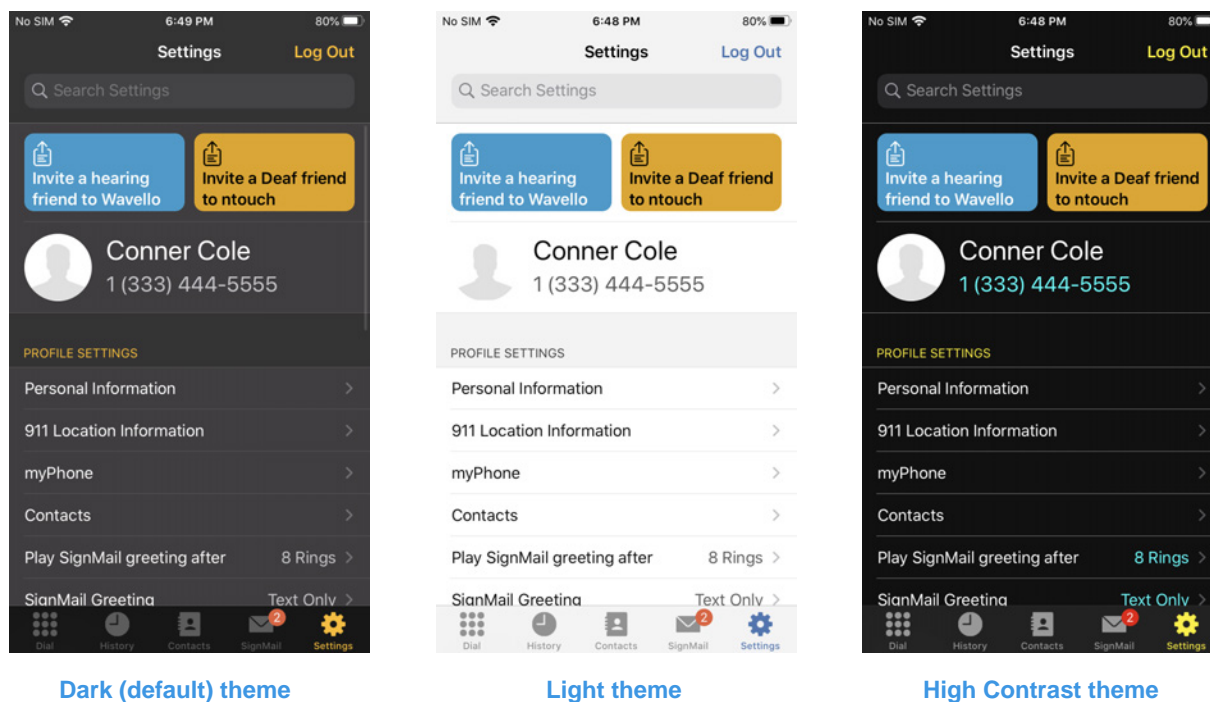 No SIM 6:49 PM 80%
Settings Log Out
Search Settings
Invite a hearing
friend to Wavello
Invite a Deaf friend
to ntouch
Conner Cole
1 (333) 444-5555
PROFILE SETTINGS
Personal Information
911 Location Information
myPhone
Contacts
Play SignMail greeting after 8 Rings
SignMail Greeting Text Only
2
Dial History Contacts SignMail Settings
Dark (default) theme
No SIM 6:48 PM 80%
Settings Log Out
Search Settings
Invite a hearing
friend to Wavello
Invite a Deaf friend
to ntouch
Conner Cole
1 (333) 444-5555
PROFILE SETTINGS
Personal Information
911 Location Information
myPhone
Contacts
Play SignMail greeting after 8 Rings
SignMail Greeting Text Only
2
Dial History Contacts SignMail Settings
Light theme
No SIM 6:48 PM 80%
Settings Log Out
Search Settings
Invite a hearing
friend to Wavello
Invite a Deaf friend
to ntouch
Conner Cole
1 (333) 444-5555
PROFILE SETTINGS
Personal Information
911 Location Information
myPhone
Contacts
Play SignMail greeting after 8 Rings
SignMail Greeting Text Only
2
Dial History Contacts SignMail Settings
High Contrast theme